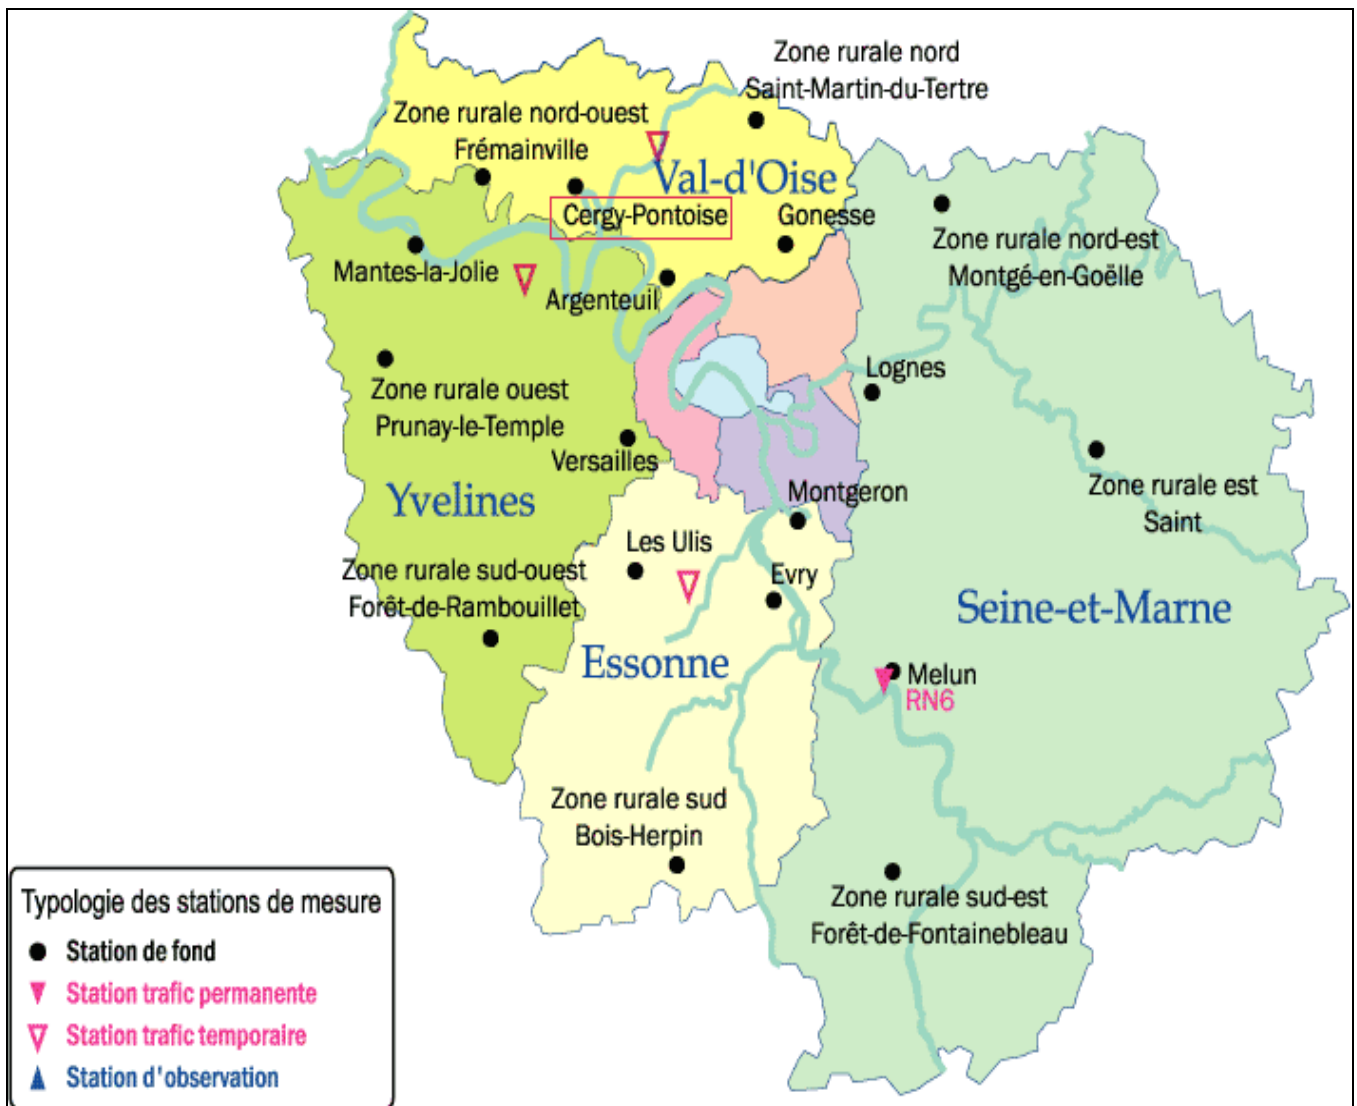 Zone rurale nord
Saint-Martin-du-Tertre
Zone rurale nord-ouest
Frémainville
Val-d'Oise
Cergy-Pontoise
Gonesse
Zone rurale nord-est
Montgé-en-Goëlle
Mantes-la-Jolie
Argenteuil
Lognes
Zone rurale ouest
Prunay-le-Temple
Versailles
Yvelines
Montgeron
Zone rurale est
Saint
Les Ulis
Evry
Zone rurale sud-ouest
Forêt-de-Rambouillet
Seine-et-Marne
Essonne
Melun
RN6
Zone rurale sud
Bois-Herpin
Zone rurale sud-est
Forêt-de-Fontainebleau
Typologie des stations de mesure
Station de fond
Station trafic permanente
Station trafic temporaire
Station d'observation